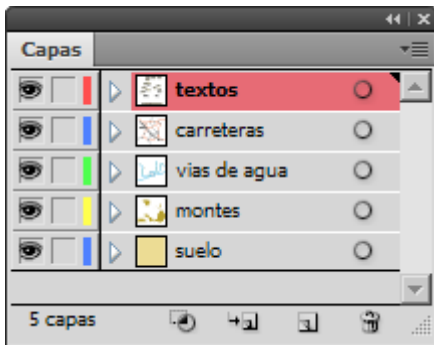 Capas
textos
carreteras
vias de agua
montes
suelo
5 capas